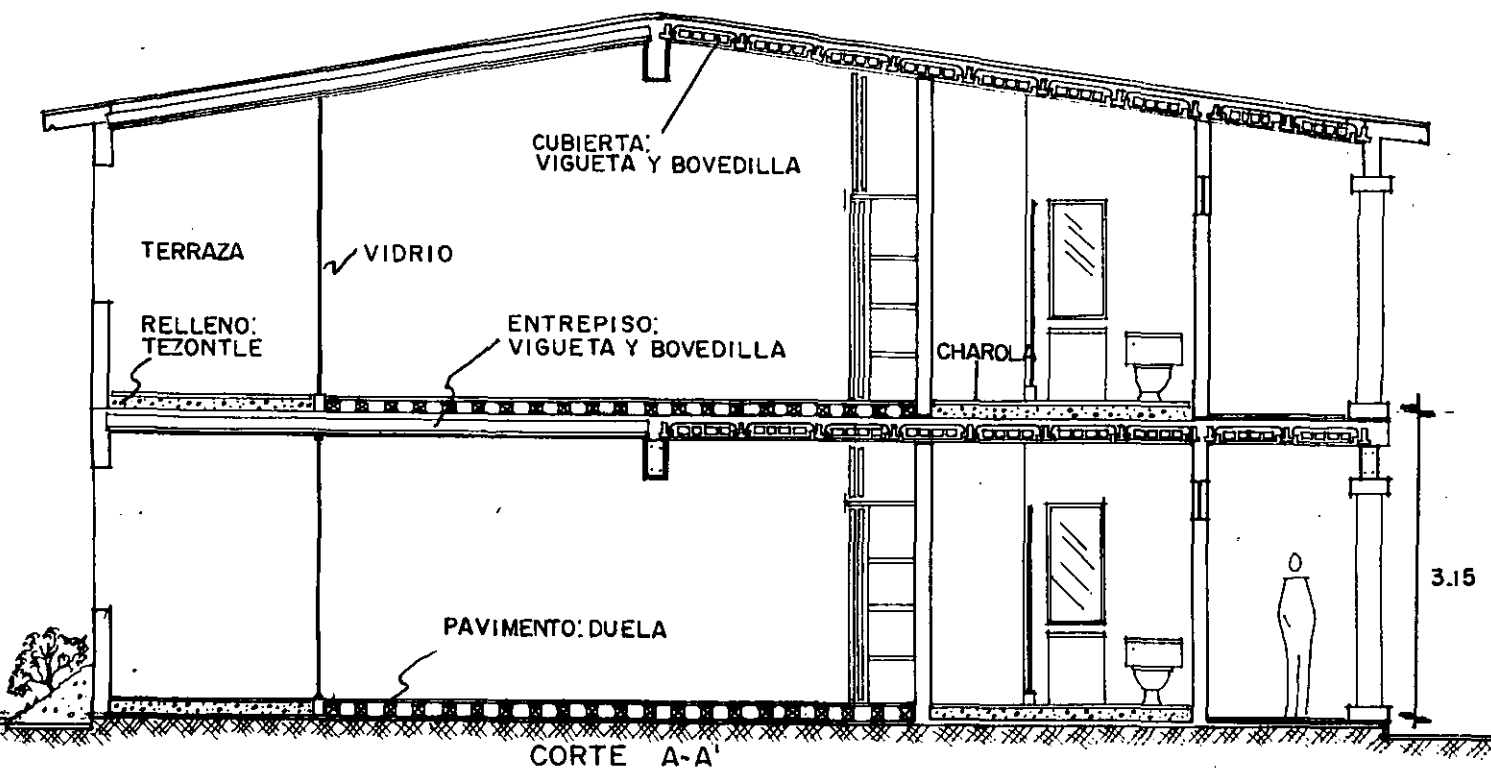 CUBIERTA:
VIGUETA Y BOVEDILLA
TERRAZA
VIDRIO
RELLENO:
TEZONTLE
ENTREPISO:
VIGUETA Y BOVEDILLA
CHAROLA
3.15
PAVIMENTO: DUELA
CORTE A-A'